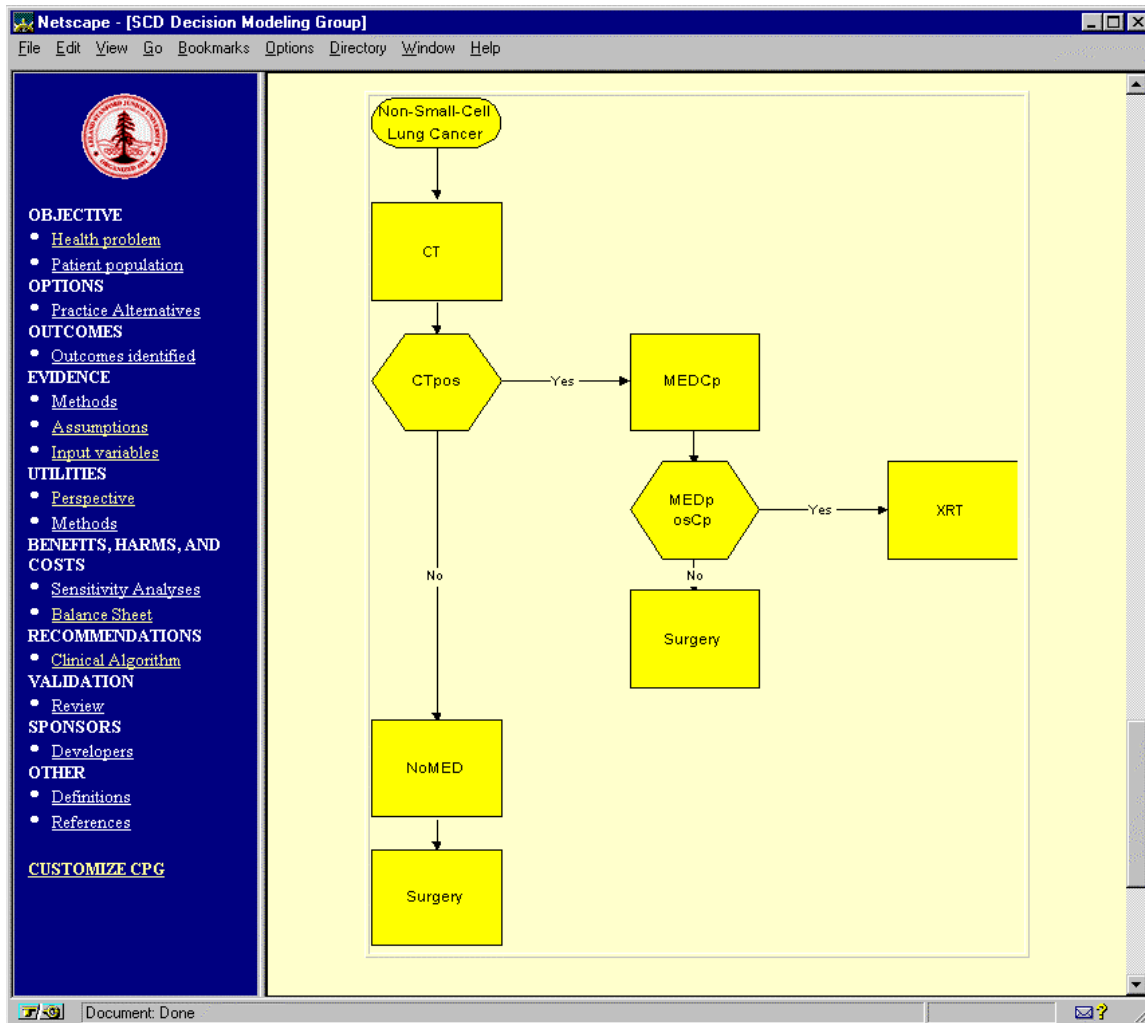 Netscape - [SCD Decision Modeling Group]
File Edit View Go Bookmarks Options Directory Window Help
OBJECTIVE
Health problem
Patient population
OPTIONS
Practice Alternatives
OUTCOMES
Outcomes identified
EVIDENCE
Methods
Assumptions
Input variables
UTILITIES
Perspective
Methods
BENEFITS, HARMS, AND
COSTS
Sensitivity Analyses
Balance Sheet
RECOMMENDATIONS
Clinical Algorithm
VALIDATION
Review
SPONSORS
Developers
OTHER
Definitions
References
CUSTOMIZE CPG
Non-Small-Cell
Lung Cancer
CT
CTpos
Yes
MEDCp
MEDp
osCp
Yes
XRT
No
No
Surgery
NoMED
Surgery
Document: Done